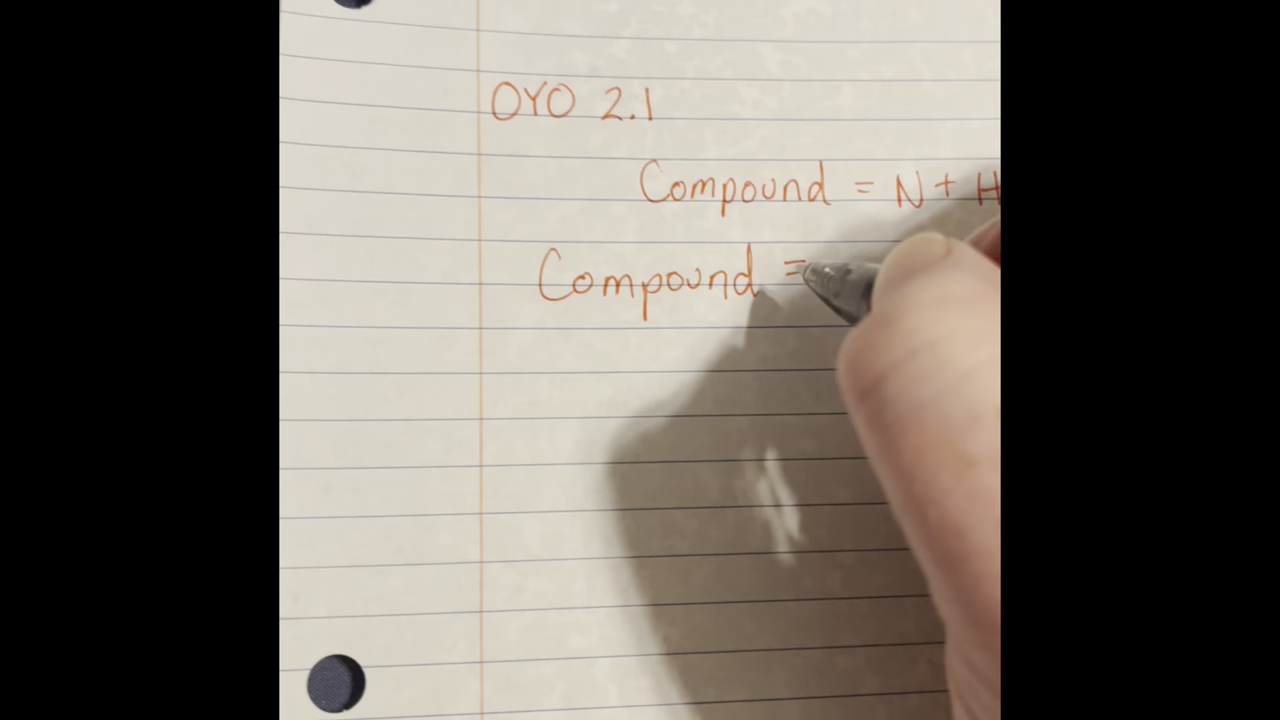 OYO 2.1
Compound = N + H
Compound =